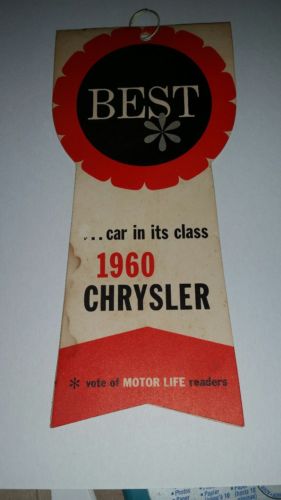 BEST
*
...car in its class
1960
CHRYSLER
* vote of MOTOR LIFE readers